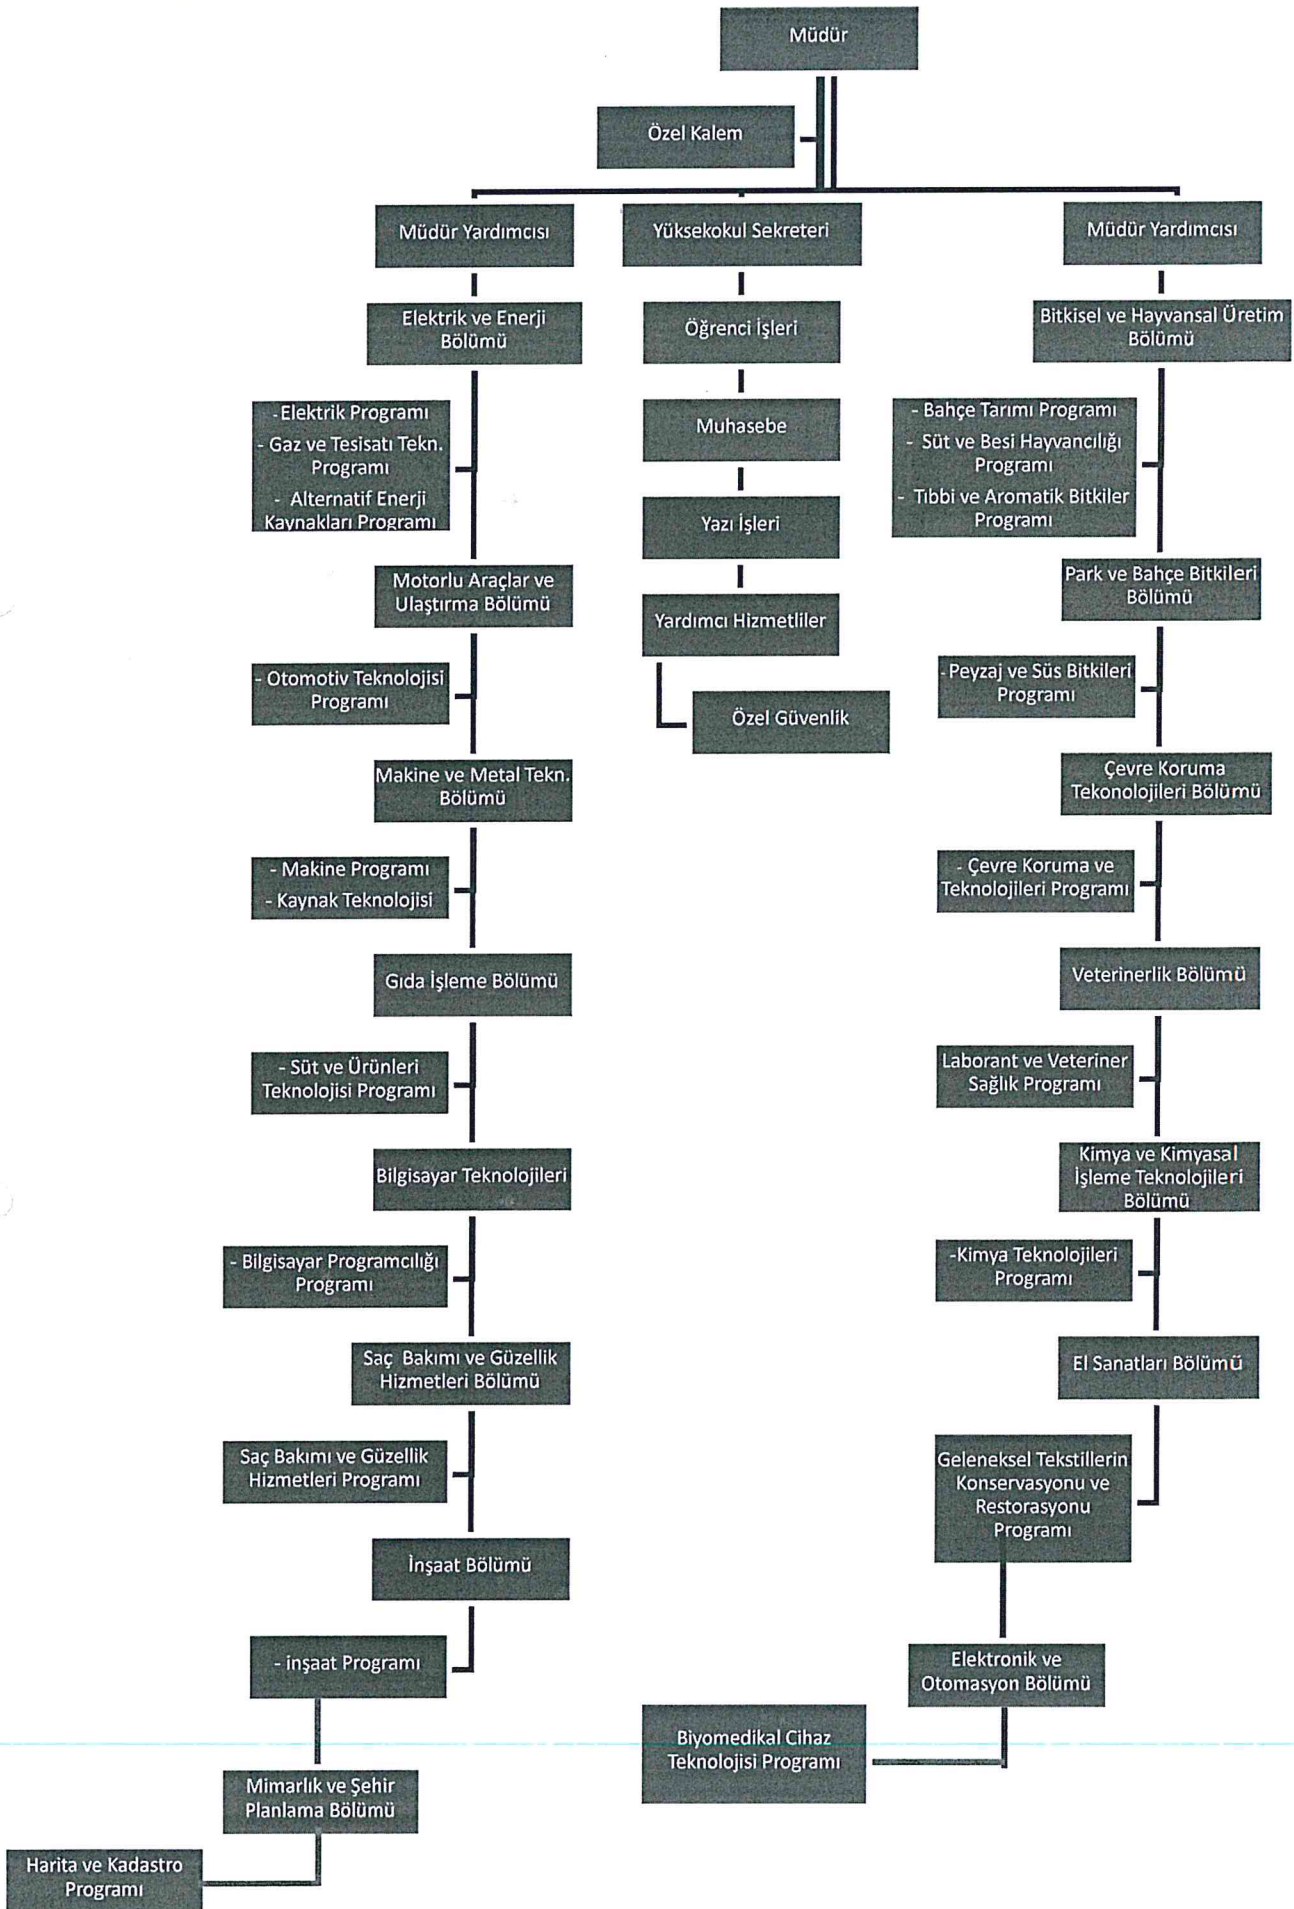 Müdür
Özel Kalem
Müdür Yardımcısı
Elektrik ve Enerji
Bölümü
- Elektrik Programı
- Gaz ve Tesisatı Tekn.
Programı
- Alternatif Enerji
Kaynakları Programı
Motorlu Araçlar ve
Ulaştırma Bölümü
- Otomotiv Teknolojisi
Programı
Makine ve Metal Tekn.
Bölümü
- Makine Programı
- Kaynak Teknolojisi
Gıda İşleme Bölümü
- Süt ve Ürünleri
Teknolojisi Programı
Bilgisayar Teknolojileri
- Bilgisayar Programcılığı
Programı
Saç Bakımı ve Güzellik
Hizmetleri Bölümü
Saç Bakımı ve Güzellik
Hizmetleri Programı
İnşaat Bölümü
- inşaat Programı
Mimarlık ve Şehir
Planlama Bölümü
Harita ve Kadastro
Programı
Yüksekokul Sekreteri
Öğrenci İşleri
Muhasebe
Yazı İşleri
Yardımcı Hizmetliler
Özel Güvenlik
Müdür Yardımcısı
Bitkisel ve Hayvansal Üretim
Bölümü
- Bahçe Tarımı Programı
- Süt ve Besi Hayvancılığı
Programı
- Tıbbi ve Aromatik Bitkiler
Programı
Park ve Bahçe Bitkileri
Bölümü
- Peyzaj ve Süs Bitkileri
Programı
Çevre Koruma
Tekonolojileri Bölümü
- Çevre Koruma ve
Teknolojileri Programı
Veterinerlik Bölümü
Laborant ve Veteriner
Sağlık Programı
Kimya ve Kimyasal
İşleme Teknolojileri
Bölümü
-Kimya Teknolojileri
Programı
El Sanatları Bölümü
Geleneksel Tekstillerin
Konservasyonu ve
Restorasyonu
Programı
Elektronik ve
Otomasyon Bölümü
Biyomedikal Cihaz
Teknolojisi Programı